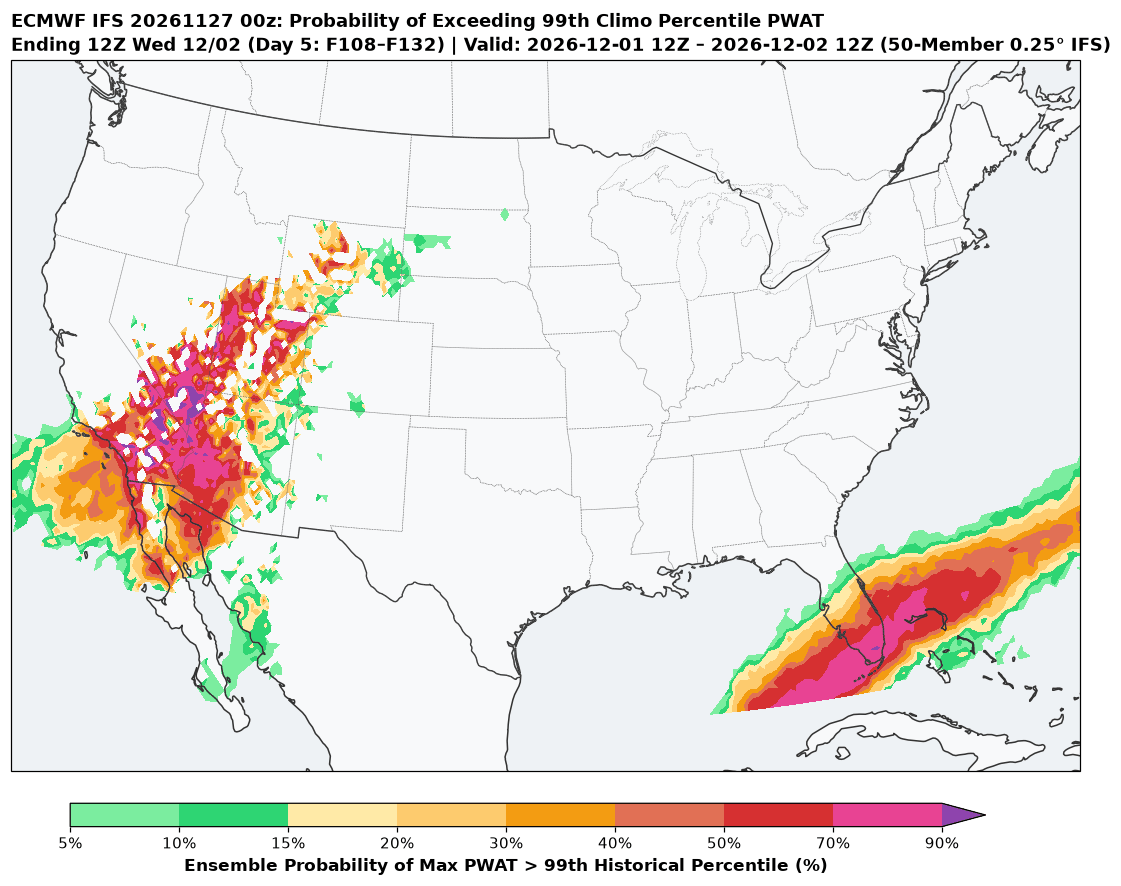 ECMWF IFS 20261127 00z: Probability of Exceeding 99th Climo Percentile PWAT
Ending 12Z Wed 12/02 (Day 5: F108–F132) | Valid: 2026-12-01 12Z – 2026-12-02 12Z (50-Member 0.25° IFS)
5% 10% 15% 20% 30% 40% 50% 70% 90%
Ensemble Probability of Max PWAT > 99th Historical Percentile (%)